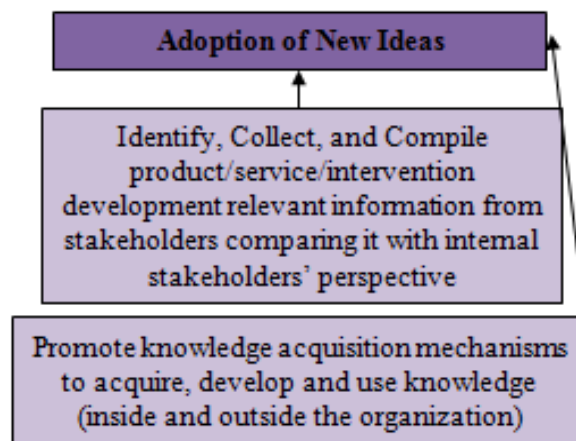 Adoption of New Ideas
Identify, Collect, and Compile
product/service/intervention
development relevant information from
stakeholders comparing it with internal
stakeholders’ perspective
Promote knowledge acquisition mechanisms
to acquire, develop and use knowledge
(inside and outside the organization)